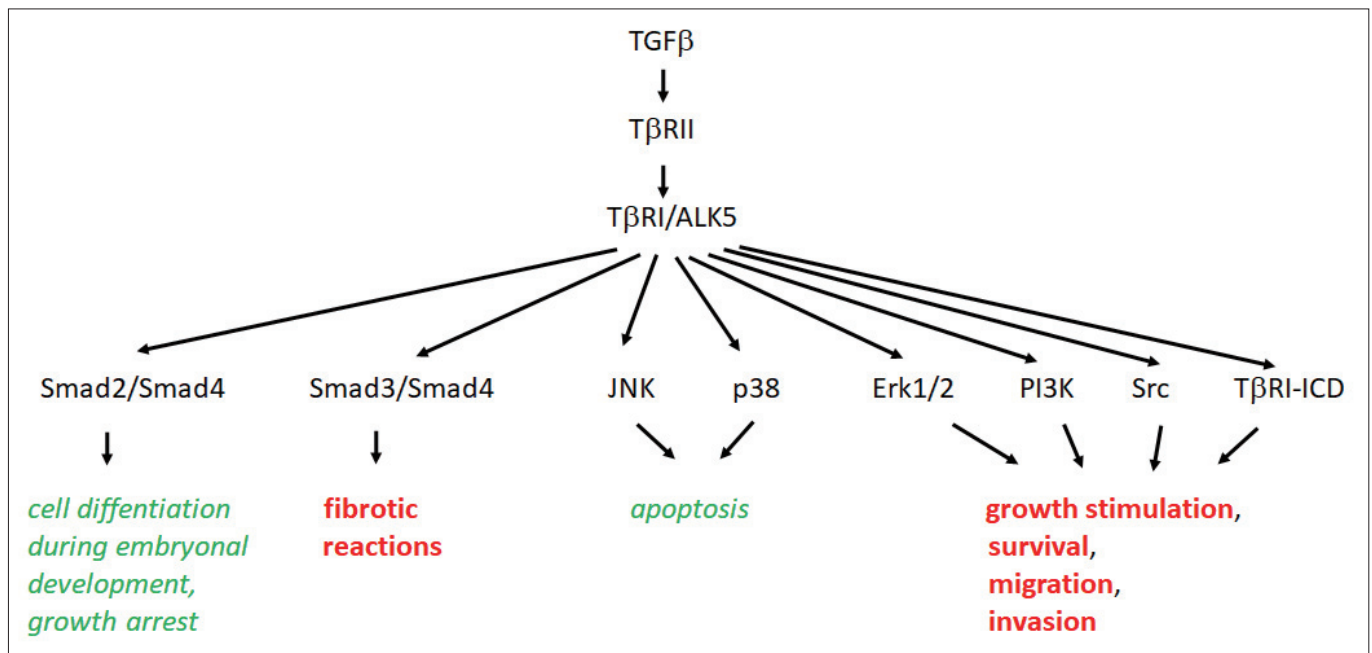 TGFβ
TβRII
TβRI/ALK5
Smad2/Smad4 Smad3/Smad4 JNK p38 Erk1/2 PI3K Src TβRI-ICD
cell diffentiation
during embryonal
development,
growth arrest
fibrotic
reactions
apoptosis
growth stimulation,
survival,
migration,
invasion